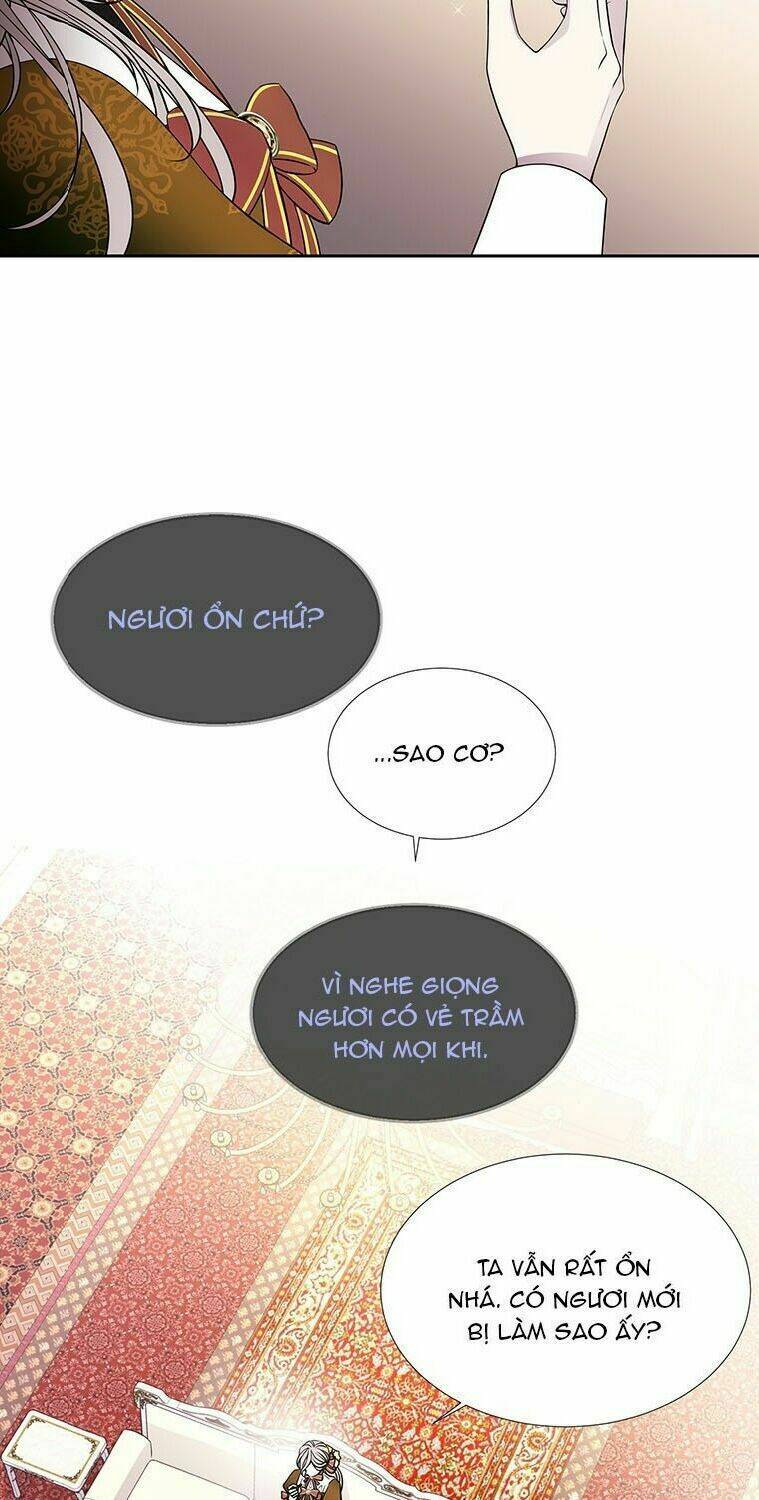 NGƯƠI ỔN CHỨ?
...SAO CƠ?
VÌ NGHE GIỌNG
NGƯƠI CÓ VẺ TRẦM
HƠN MỌI KHI.
TA VẪN RẤT ỔN
NHÁ. CÓ NGƯƠI MỚI
BỊ LÀM SAO ẤY?